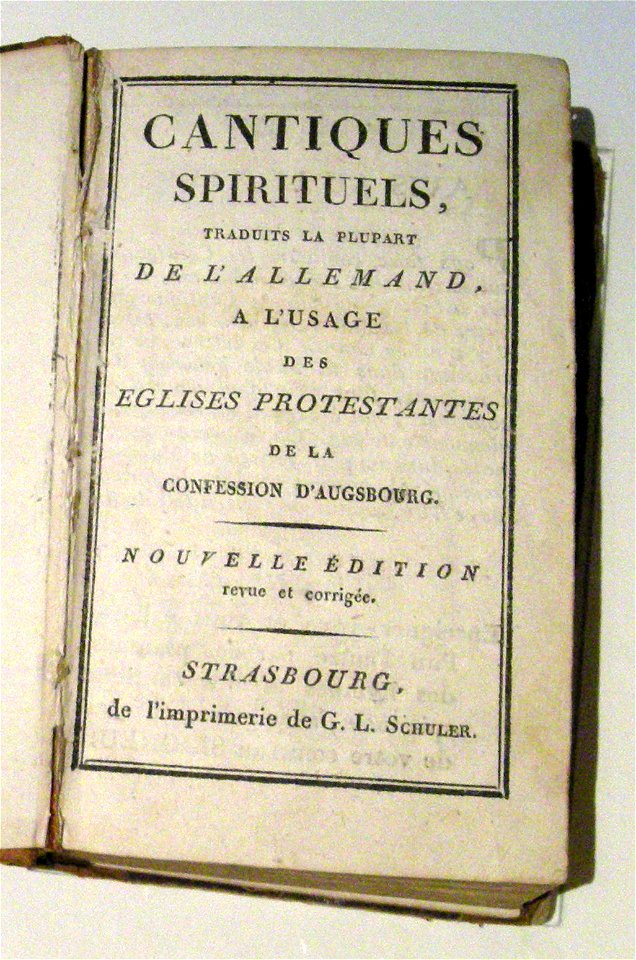 CANTIQUES
SPIRITUELS,
TRADUITS LA PLUPART
DE L'ALLEMAND,
A L'USAGE
DES
EGLISES PROTESTANTES
DE LA
CONFESSION D'AUGSBOURG.
NOUVELLE ÉDITION
revue et corrigée.
STRASBOURG,
de l'imprimerie de G. L. SCHULER.